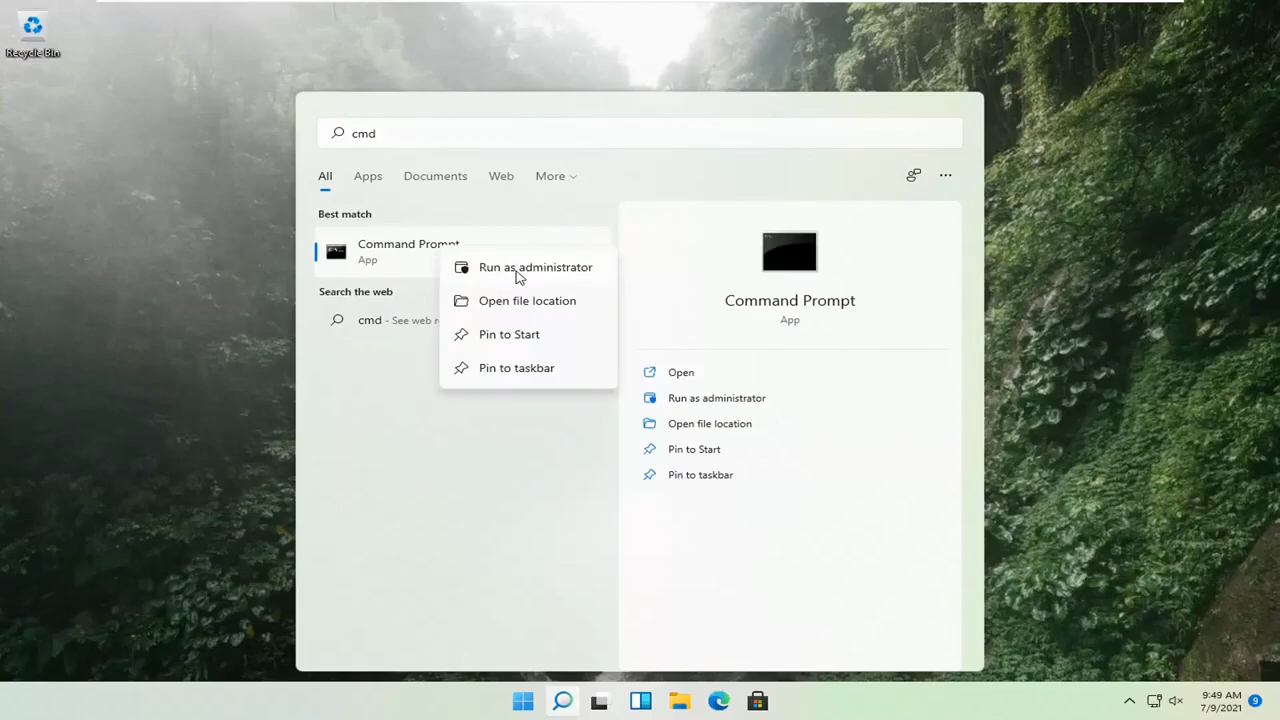 Recycle Bin
cmd
All Apps Documents Web More
Best match
Command Prompt
App
Search the web
cmd - See web r
Run as administrator
Open file location
Pin to Start
Pin to taskbar
Command Prompt
App
Open
Run as administrator
Open file location
Pin to Start
Pin to taskbar
9:49 AM
7/9/2021
9